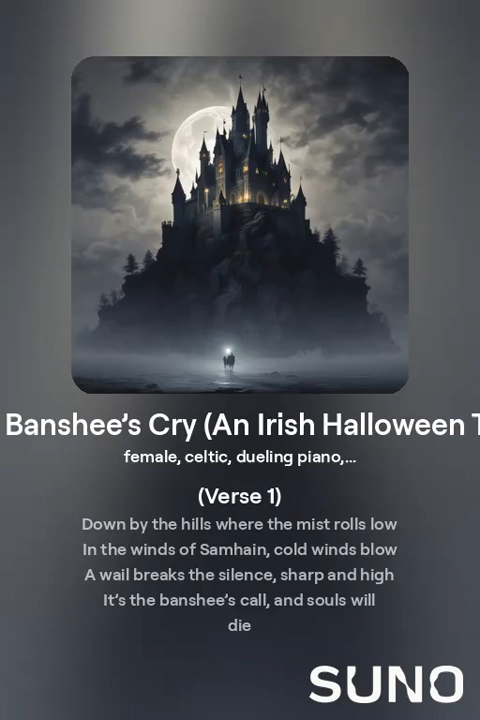 Banshee’s Cry (An Irish Halloween T
female, celtic, dueling piano,...
(Verse 1)
Down by the hills where the mist rolls low
In the winds of Samhain, cold winds blow
A wail breaks the silence, sharp and high
It’s the banshee’s call, and souls will
die
SUNO